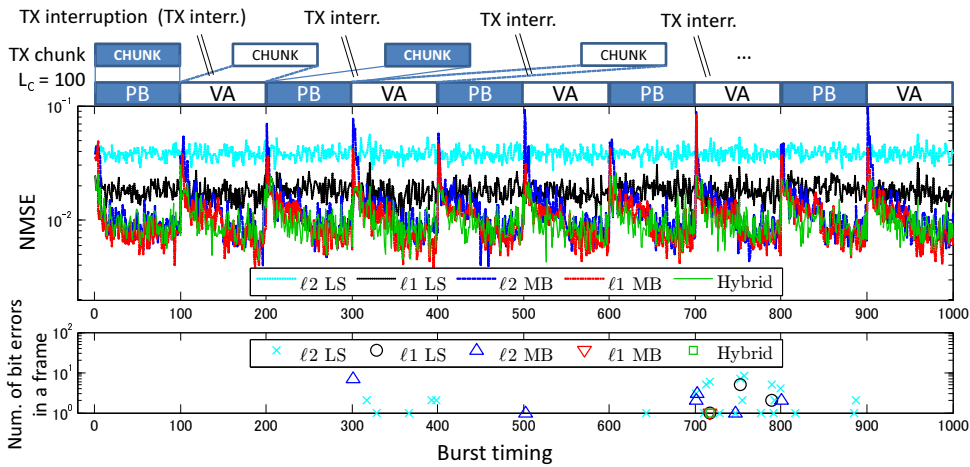 TX interruption (TX interr.) TX interr. TX interr. TX interr.
TX chunk CHUNK CHUNK CHUNK CHUNK ...
L_C = 100
PB VA PB VA PB VA PB VA PB VA
10^-1
10^-2
NMSE
ℓ2 LS ℓ1 LS ℓ2 MB ℓ1 MB Hybrid
0 100 200 300 400 500 600 700 800 900 1000
Num. of bit errors
in a frame
10^2
10^1
10^0
ℓ2 LS ℓ1 LS ℓ2 MB ℓ1 MB Hybrid
0 100 200 300 400 500 600 700 800 900 1000
Burst timing